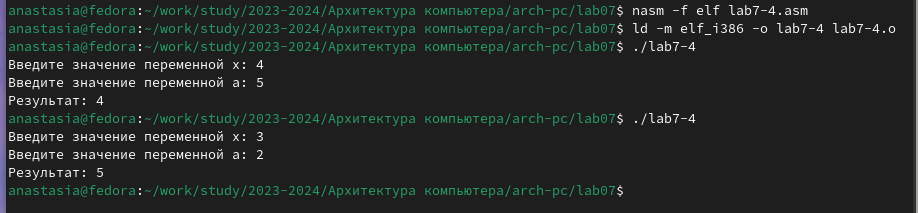 anastasia@fedora:~/work/study/2023-2024/Архитектура компьютера/arch-pc/lab07$ nasm -f elf lab7-4.asm
anastasia@fedora:~/work/study/2023-2024/Архитектура компьютера/arch-pc/lab07$ ld -m elf_i386 -o lab7-4 lab7-4.o
anastasia@fedora:~/work/study/2023-2024/Архитектура компьютера/arch-pc/lab07$ ./lab7-4
Введите значение переменной x: 4
Введите значение переменной a: 5
Результат: 4
anastasia@fedora:~/work/study/2023-2024/Архитектура компьютера/arch-pc/lab07$ ./lab7-4
Введите значение переменной x: 3
Введите значение переменной a: 2
Результат: 5
anastasia@fedora:~/work/study/2023-2024/Архитектура компьютера/arch-pc/lab07$